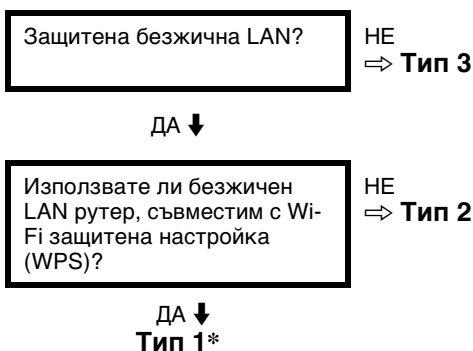 Защитена безжична LAN?
НЕ
⇨ Тип 3
ДА ⬇
Използвате ли безжичен
LAN рутер, съвместим с Wi-
Fi защитена настройка
(WPS)?
НЕ
⇨ Тип 2
ДА ⬇
Тип 1*